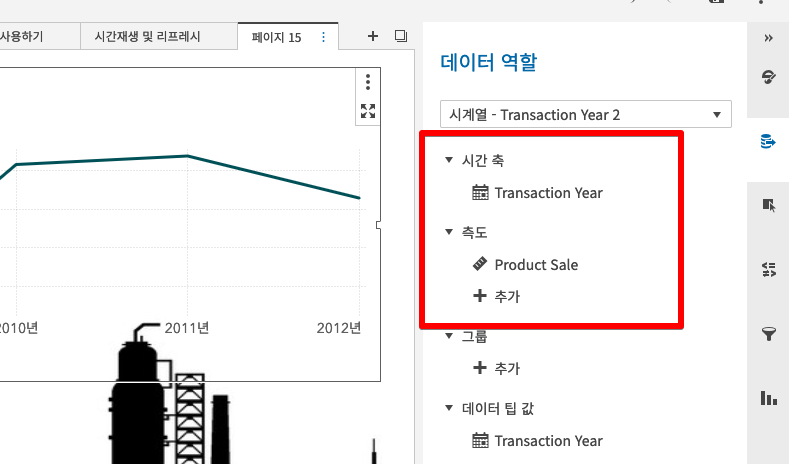 사용하기
시간재생 및 리프레시
페이지 15
데이터 역할
시계열 - Transaction Year 2
시간 축
Transaction Year
측도
Product Sale
추가
그룹
추가
데이터 팁 값
Transaction Year
2010년
2011년
2012년